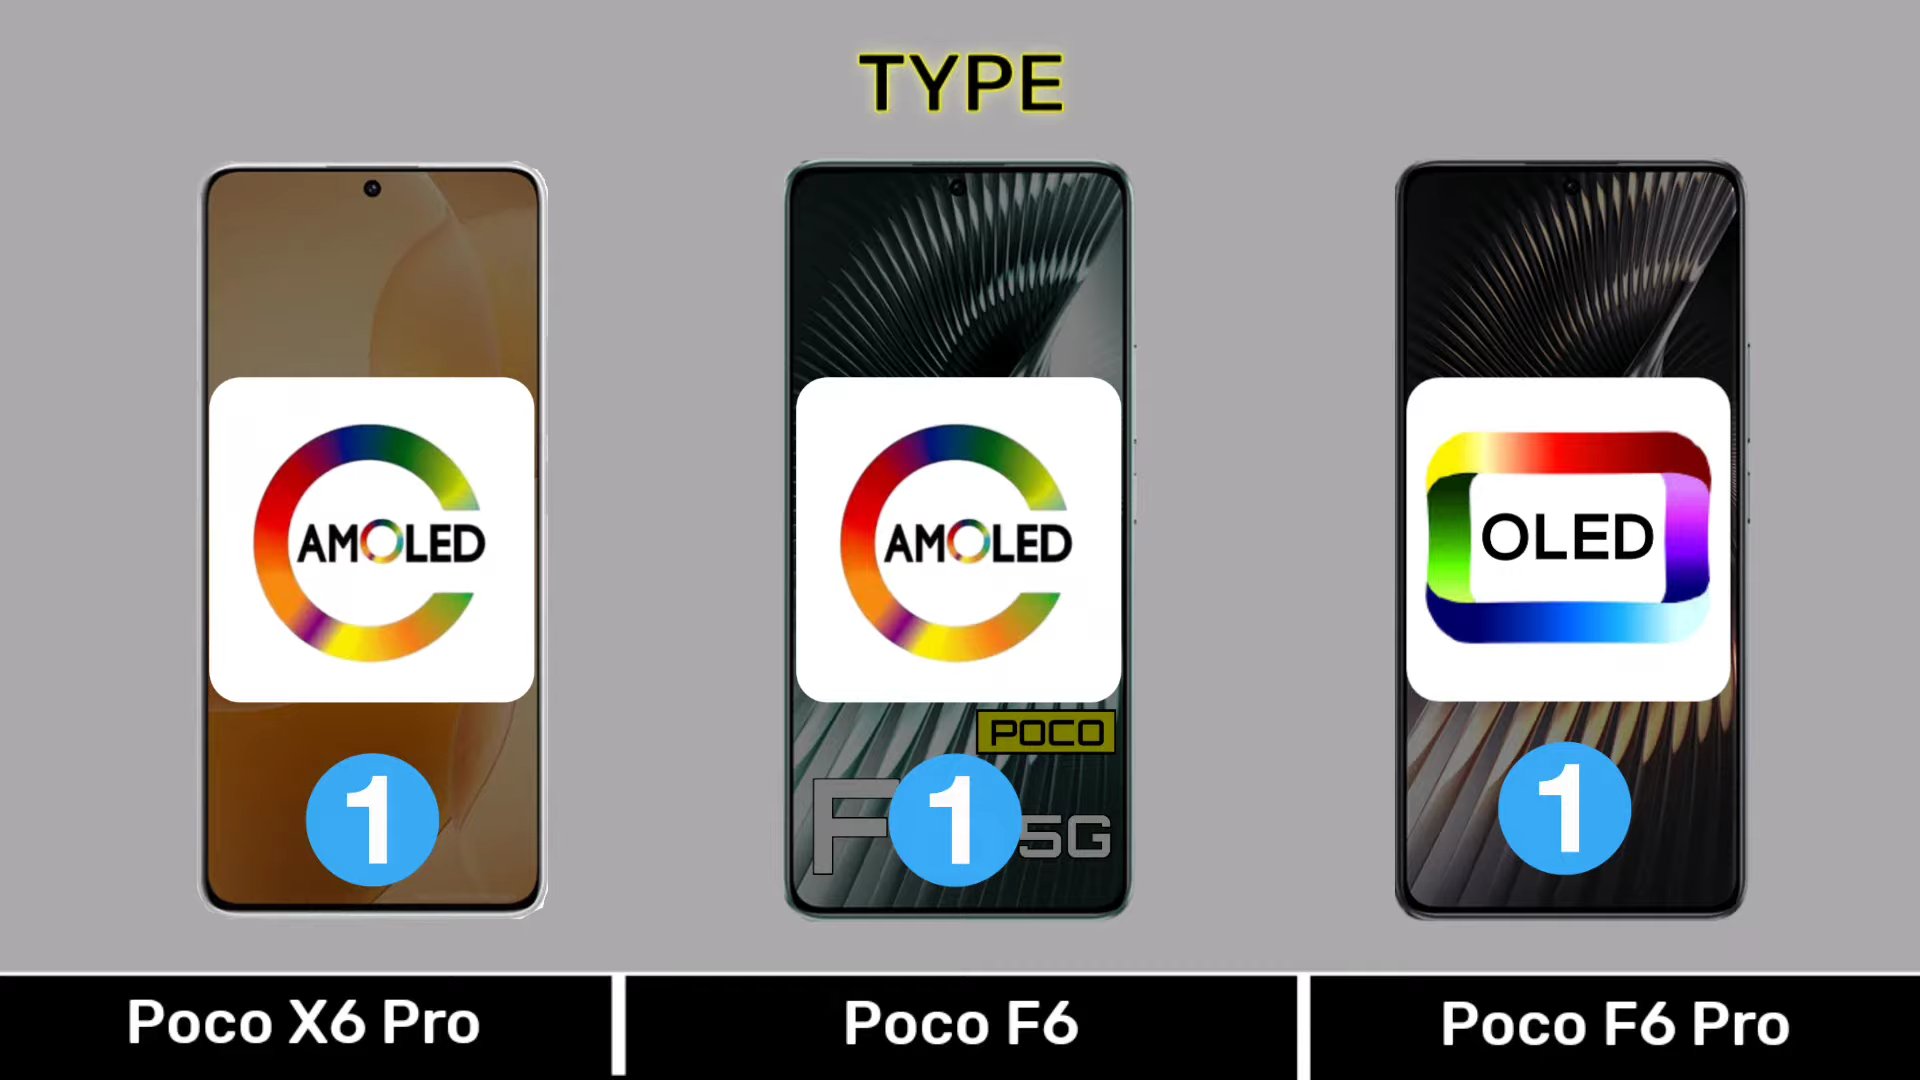 TYPE
AMOLED
AMOLED
OLED
POCO
F 5G
1
1
1
Poco X6 Pro
Poco F6
Poco F6 Pro